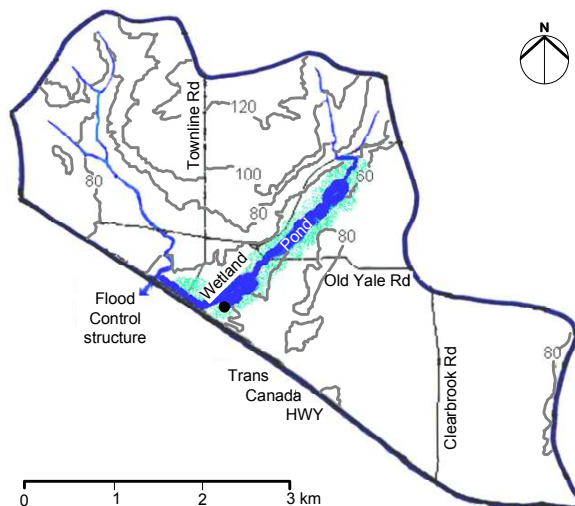 N
Townline Rd
120
80
100
80
60
80
Wetland
Pond
Old Yale Rd
Flood
Control
structure
Trans
Canada
HWY
Clearbrook Rd
80
0 1 2 3 km